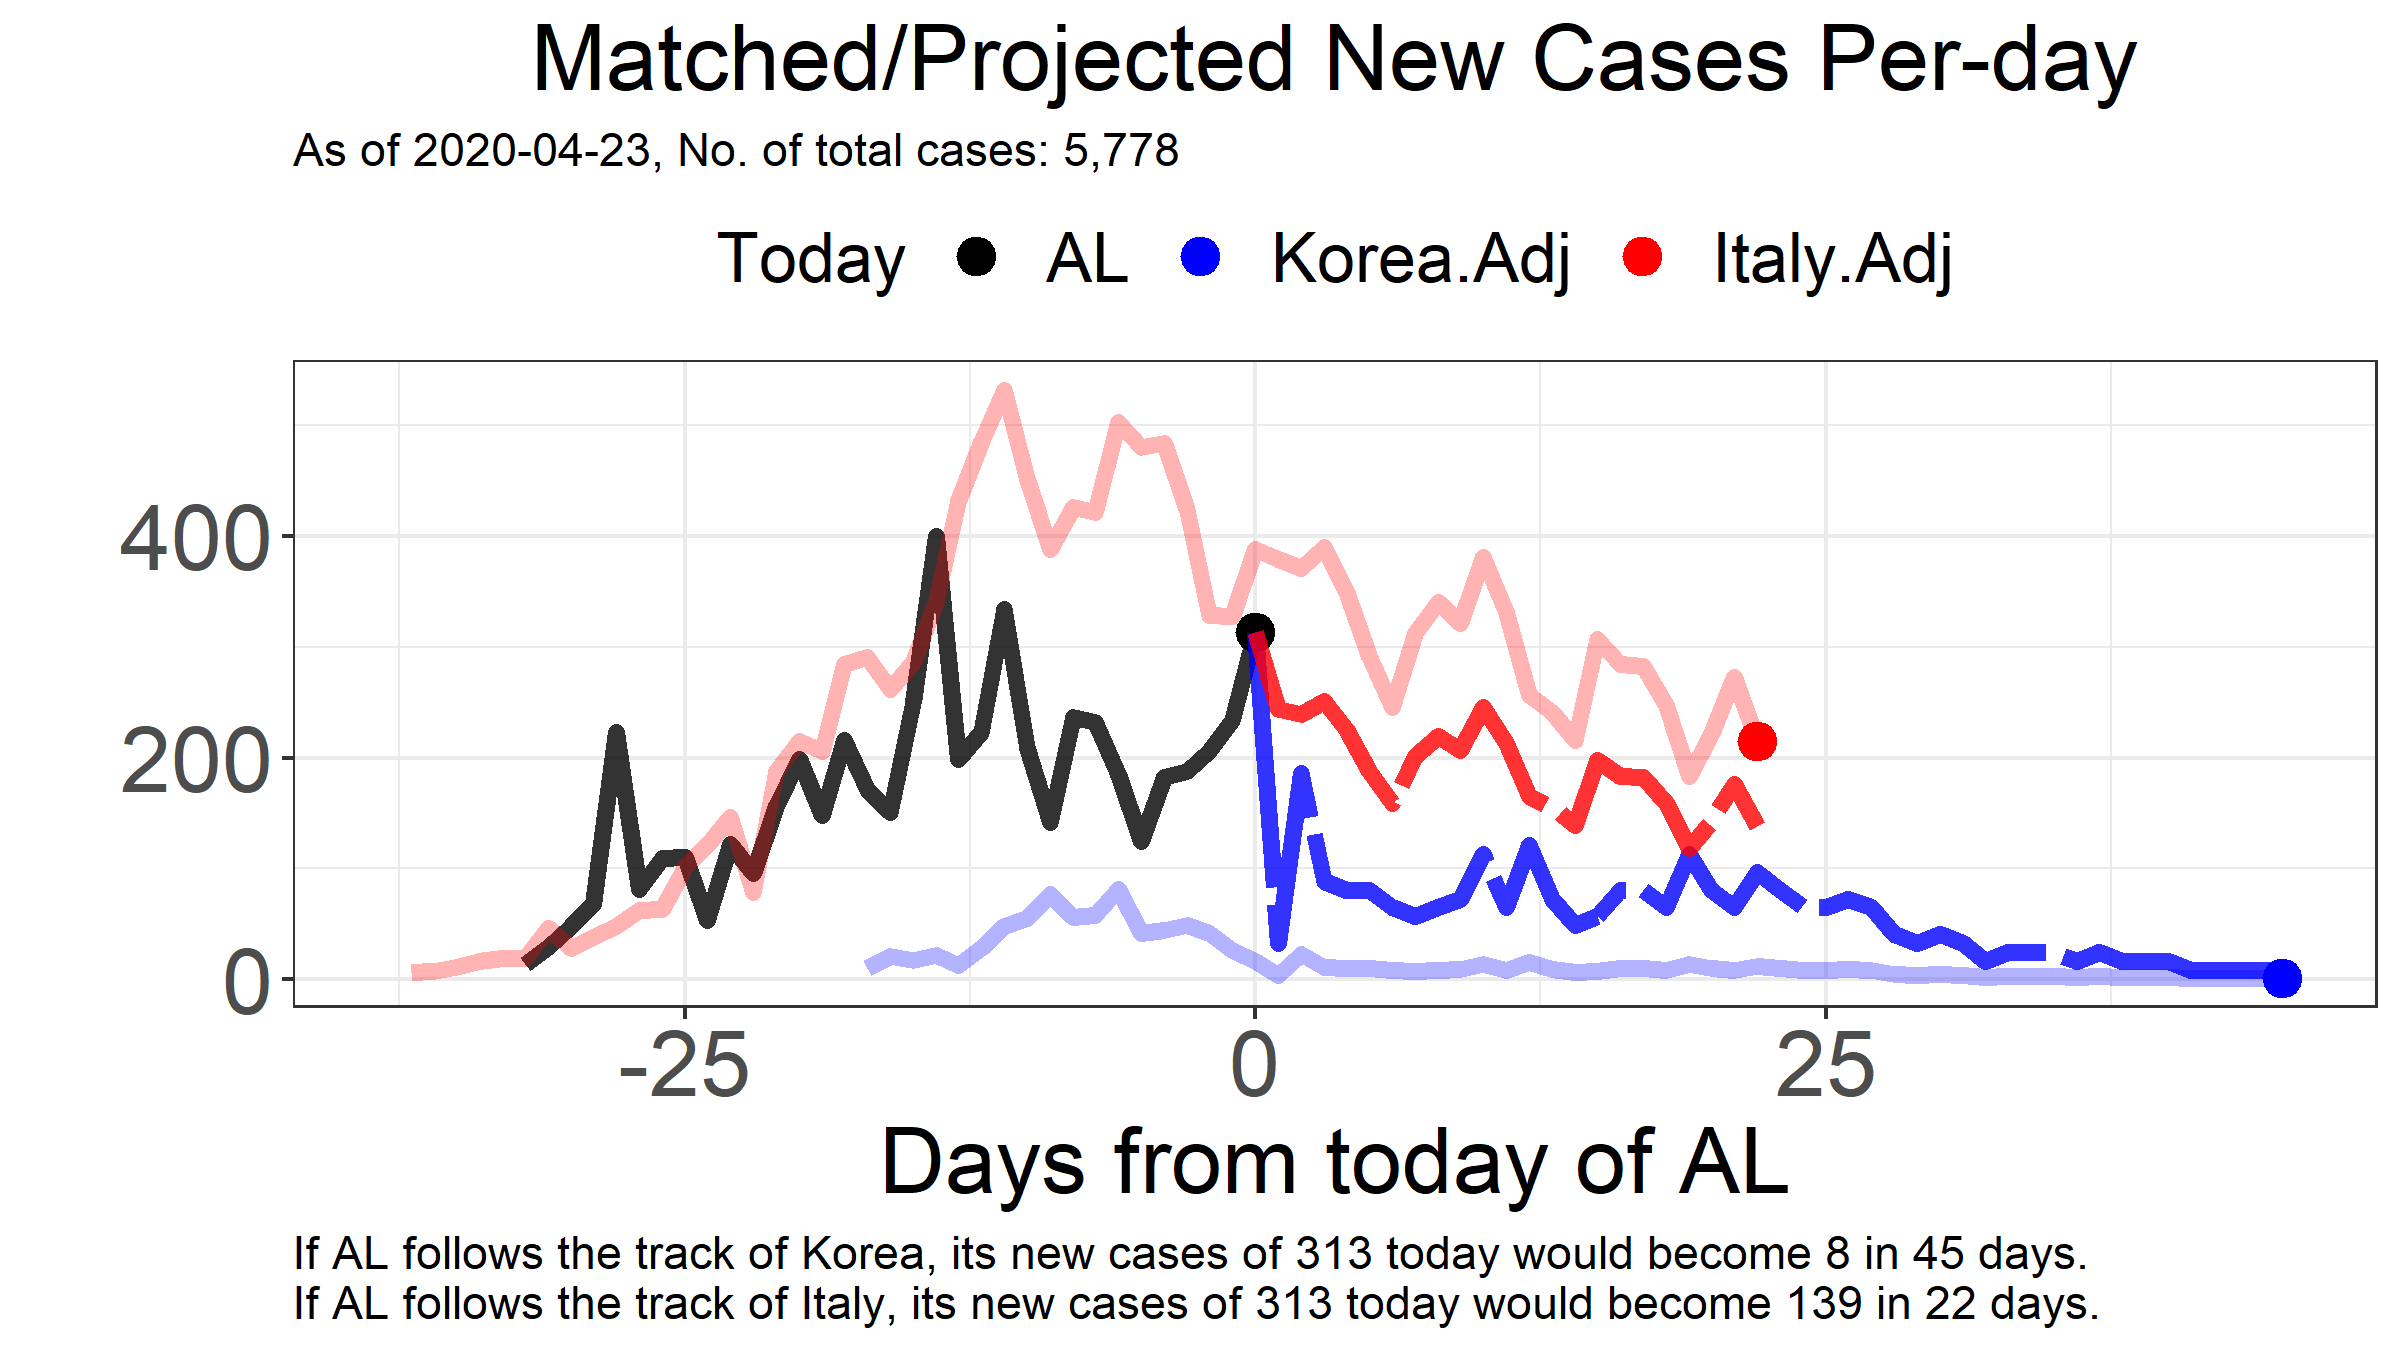 Matched/Projected New Cases Per-day
As of 2020-04-23, No. of total cases: 5,778
Today AL Korea.Adj Italy.Adj
400
200
0
-25 0 25
Days from today of AL
If AL follows the track of Korea, its new cases of 313 today would become 8 in 45 days.
If AL follows the track of Italy, its new cases of 313 today would become 139 in 22 days.